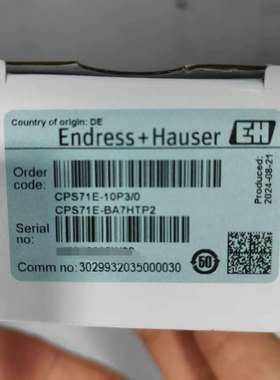 Country of origin: DE
Endress+Hauser EH
Order code:
CPS71E-10P3/0
CPS71E-BA7HTP2
Serial no:
Comm no: 3029932035000030
50
Produced: 2024-08-21